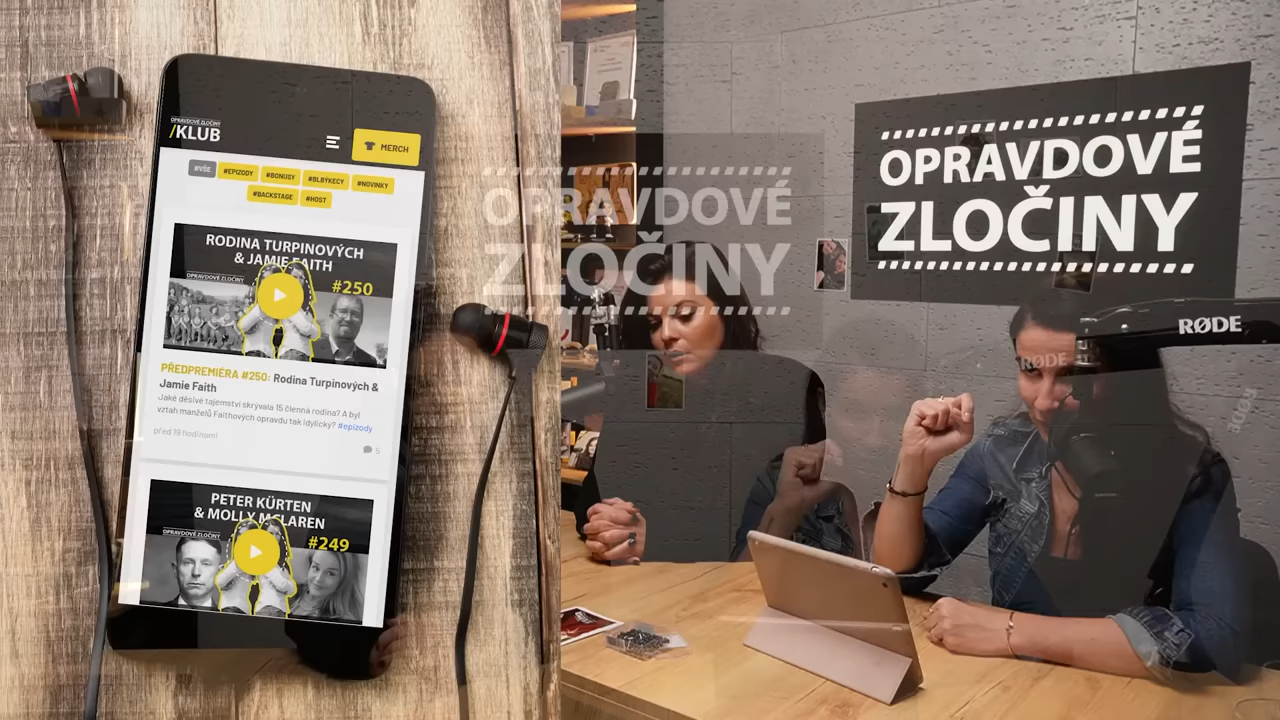 OPRAVDOVÉ ZLOČINY
/KLUB
MERCH
#VŠE
#EPIZODY
#BONUSY
#BLBÝKECY
#NOVINKY
#BACKSTAGE
#HOST
RODINA TURPINOVÝCH
& JAMIE FAITH
OPRAVDOVÉ ZLOČINY
#250
PŘEDPREMIÉRA #250: Rodina Turpinových &
Jamie Faith
Jaké děsivé tajemství skrývala 15 členná rodina? A byl
vztah manželů Faithových opravdu tak idylický? #epizody
před 19 hodinami
5
PETER KÜRTEN
& MOLLY MCLAREN
OPRAVDOVÉ ZLOČINY
#249
OPRAVDOVÉ
ZLOČINY
OPRAVDOVÉ
ZLOČINY
RØDE
RØDE